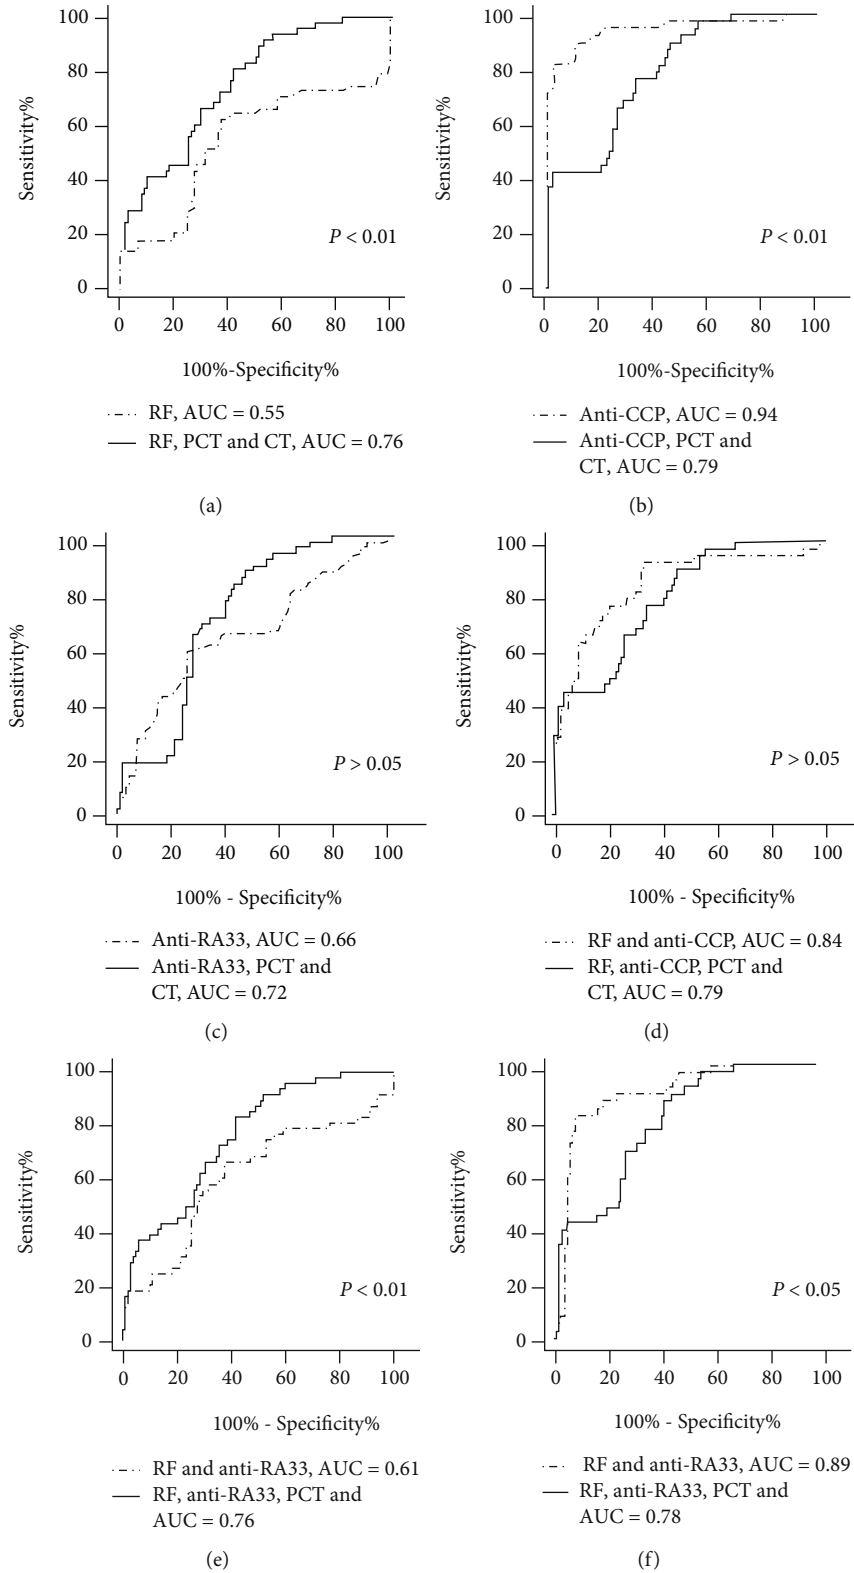 100
80
60
40
20
0
Sensitivity%
P < 0.01
0 20 40 60 80 100
100%-Specificity%
RF, AUC = 0.55
RF, PCT and CT, AUC = 0.76
(a)
100
80
60
40
20
0
Sensitivity%
P < 0.01
0 20 40 60 80 100
100%-Specificity%
Anti-CCP, AUC = 0.94
Anti-CCP, PCT and
CT, AUC = 0.79
(b)
100
80
60
40
20
0
Sensitivity%
P > 0.05
0 20 40 60 80 100
100% - Specificity%
Anti-RA33, AUC = 0.66
Anti-RA33, PCT and
CT, AUC = 0.72
(c)
100
80
60
40
20
0
Sensitivity%
P > 0.05
0 20 40 60 80 100
100% - Specificity%
RF and anti-CCP, AUC = 0.84
RF, anti-CCP, PCT and
CT, AUC = 0.79
(d)
100
80
60
40
20
0
Sensitivity%
P < 0.01
0 20 40 60 80 100
100% - Specificity%
RF and anti-RA33, AUC = 0.61
RF, anti-RA33, PCT and
AUC = 0.76
(e)
100
80
60
40
20
0
Sensitivity%
P < 0.05
0 20 40 60 80 100
100% - Specificity%
RF and anti-RA33, AUC = 0.89
RF, anti-RA33, PCT and
AUC = 0.78
(f)